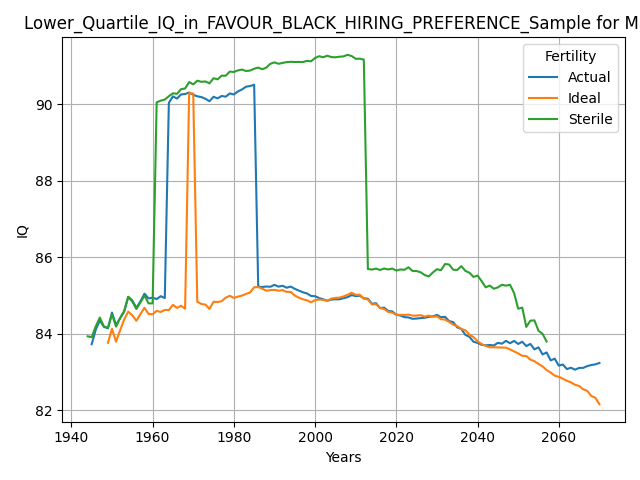 Lower_Quartile_IQ_in_FAVOUR_BLACK_HIRING_PREFERENCE_Sample for M
Fertility
Actual
Ideal
Sterile
IQ
90
88
86
84
82
1940 1960 1980 2000 2020 2040 2060
Years